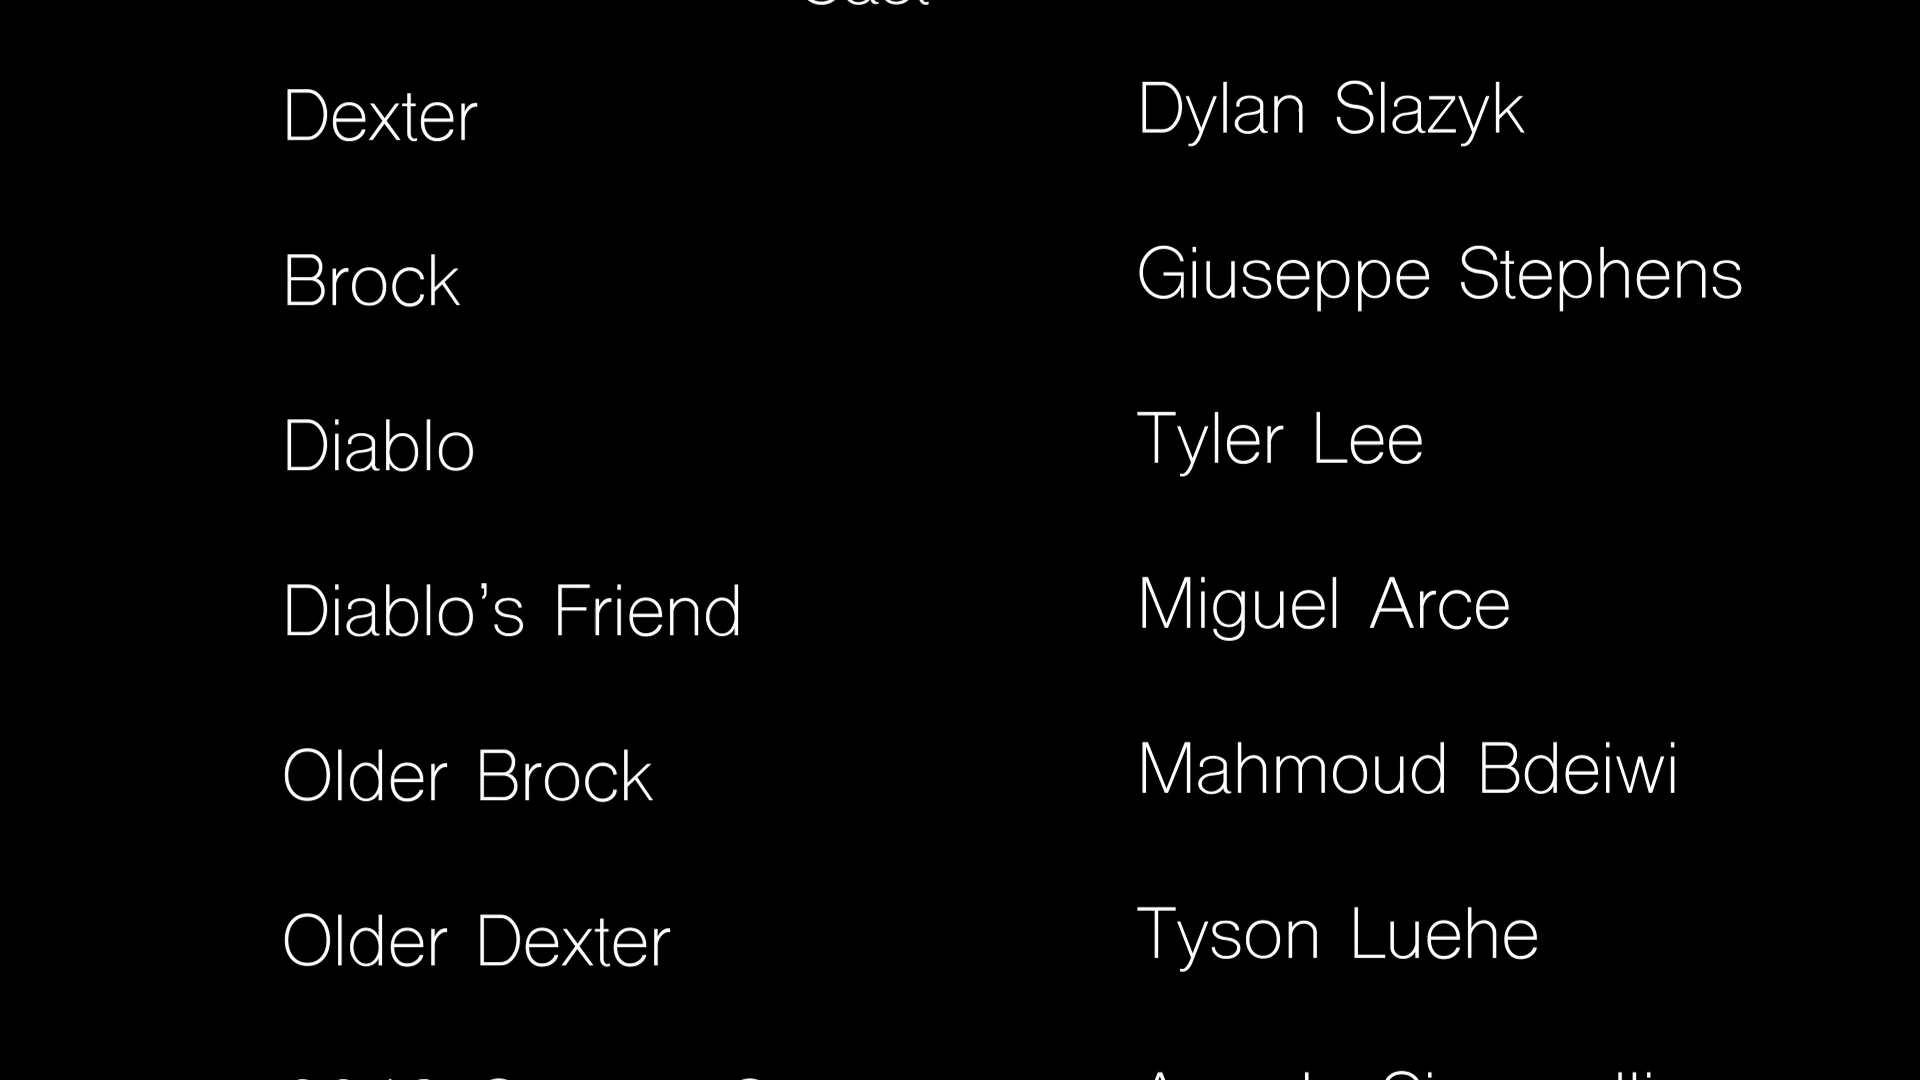 Cast
Dexter Dylan Slazyk
Brock Giuseppe Stephens
Diablo Tyler Lee
Diablo’s Friend Miguel Arce
Older Brock Mahmoud Bdeiwi
Older Dexter Tyson Luehe